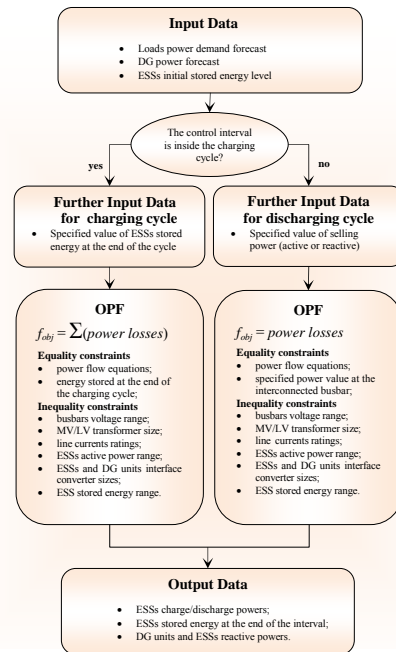 Input Data
• Loads power demand forecast
• DG power forecast
• ESSs initial stored energy level
The control interval
is inside the charging
cycle?
yes
no
Further Input Data
for charging cycle
• Specified value of ESSs stored
energy at the end of the cycle
Further Input Data
for discharging cycle
• Specified value of selling
power (active or reactive)
OPF
f_obj = Σ(power losses)
Equality constraints
• power flow equations;
• energy stored at the end of
the charging cycle;
Inequality constraints
• busbars voltage range;
• MV/LV transformer size;
• line currents ratings;
• ESSs active power range;
• ESSs and DG units interface
converter sizes;
• ESS stored energy range.
OPF
f_obj = power losses
Equality constraints
• power flow equations;
• specified power value at the
interconnected busbar;
Inequality constraints
• busbars voltage range;
• MV/LV transformer size;
• line currents ratings;
• ESSs active power range;
• ESSs and DG units interface
converter sizes;
• ESS stored energy range.
Output Data
• ESSs charge/discharge powers;
• ESSs stored energy at the end of the interval;
• DG units and ESSs reactive powers.